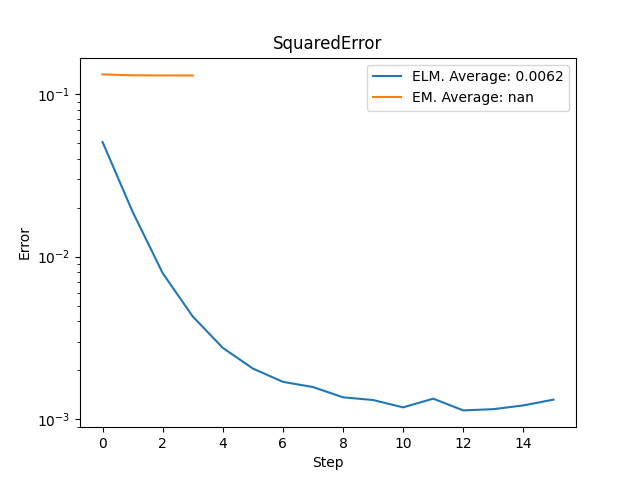 SquaredError
ELM. Average: 0.0062
EM. Average: nan
10⁻¹
10⁻²
10⁻³
Error
0 2 4 6 8 10 12 14
Step